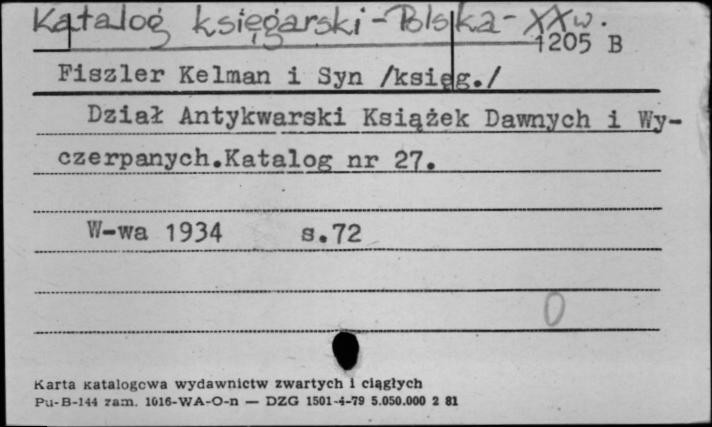 Katalog księgarski - Polska - XX w.
1205 B
Fiszler Kelman i Syn /księg./
Dział Antykwarski Książek Dawnych i Wy-
czerpanych.Katalog nr 27.
W-wa 1934 s.72
0
Karta katalogowa wydawnictw zwartych i ciągłych
Pu-B-144 zam. 1016-WA-O-n — DZG 1501-4-79 5.050.000 2 81